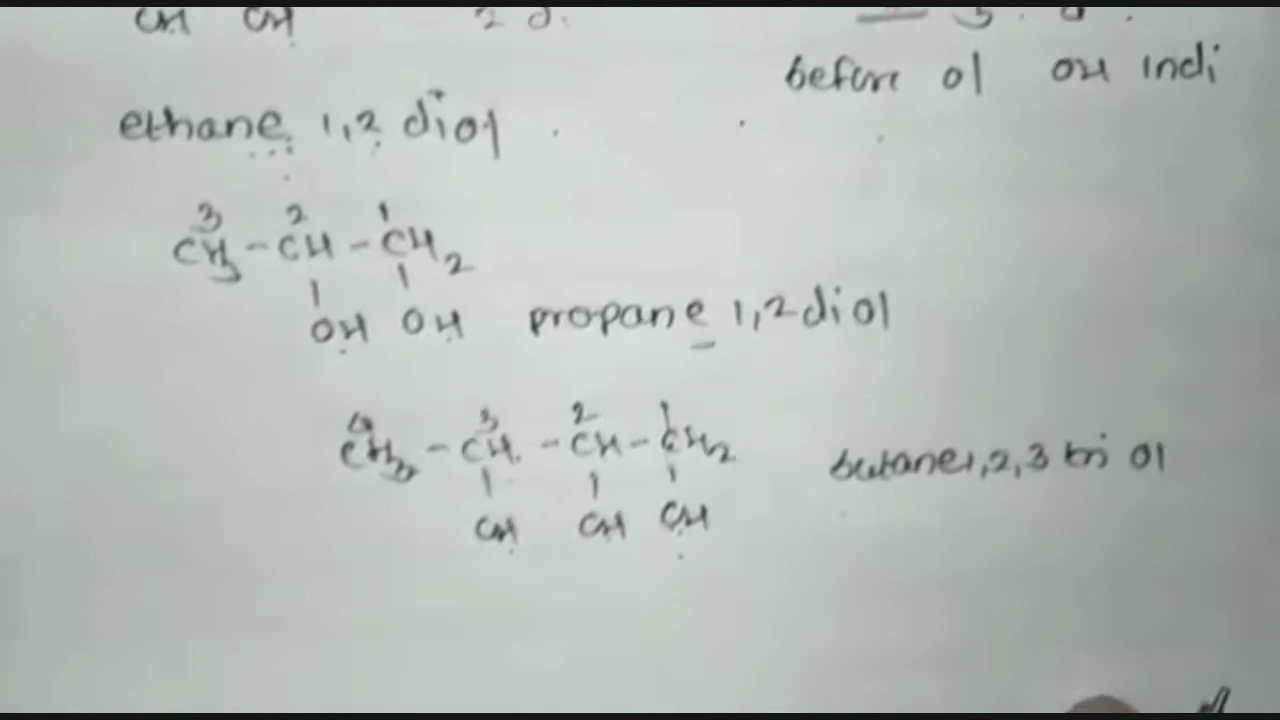 before ol OH indi
ethane 1,2 diol
3 2 1
CH3 - CH - CH2
OH OH propane 1,2 diol
4 3 2 1
CH3 - CH - CH - CH2 butane 1,2,3 tri ol
OH OH OH